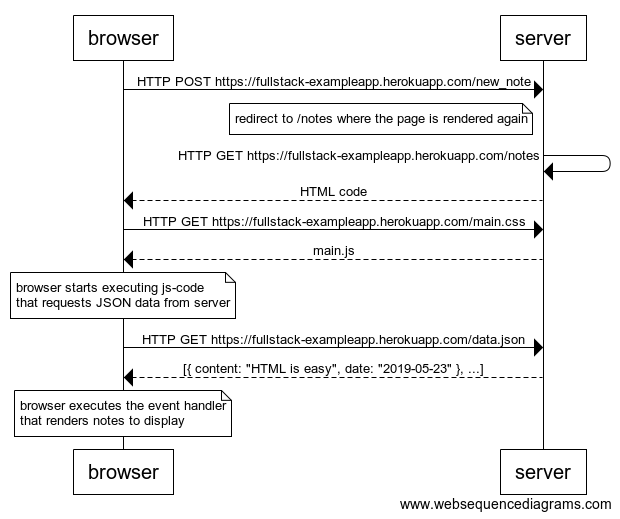 browser
server
HTTP POST https://fullstack-exampleapp.herokuapp.com/new_note
redirect to /notes where the page is rendered again
HTTP GET https://fullstack-exampleapp.herokuapp.com/notes
HTML code
HTTP GET https://fullstack-exampleapp.herokuapp.com/main.css
main.js
browser starts executing js-code
that requests JSON data from server
HTTP GET https://fullstack-exampleapp.herokuapp.com/data.json
[{ content: "HTML is easy", date: "2019-05-23" }, ...]
browser executes the event handler
that renders notes to display
browser
server
www.websequencediagrams.com